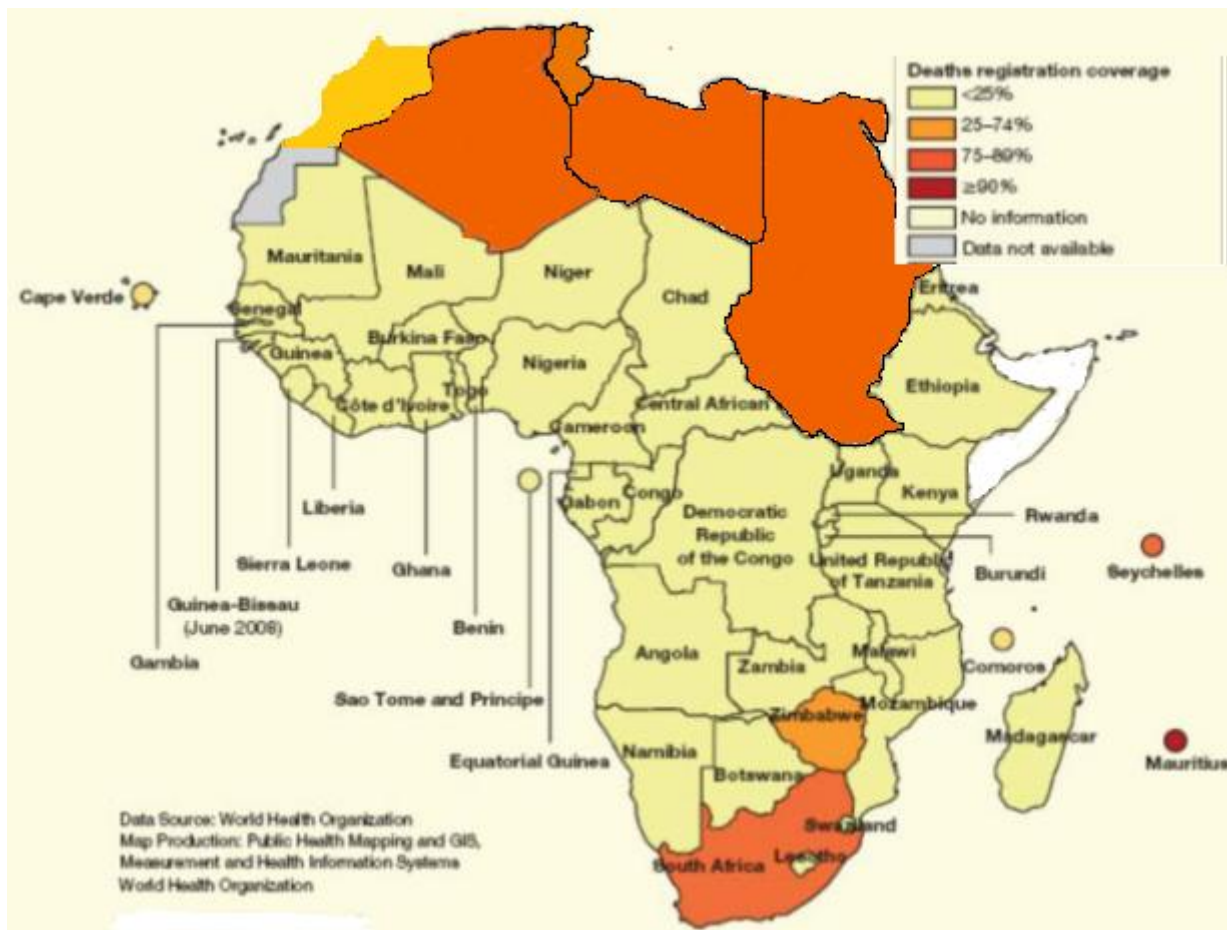 Deaths registration coverage
<25%
25–74%
75–89%
≥90%
No information
Data not available
Mauritania
Mali
Niger
Chad
Eritrea
Cape Verde
Senegal
Burkina Faso
Guinea
Nigeria
Ethiopia
Togo
Côte d'Ivoire
Central African
Cameroon
Uganda
Kenya
Gabon
Congo
Liberia
Democratic
Republic
of the Congo
Rwanda
Sierra Leone
Ghana
United Republic
of Tanzania
Burundi
Seychelles
Guinea-Bissau
(June 2008)
Benin
Gambia
Angola
Zambia
Malawi
Comoros
Sao Tome and Principe
Mozambique
Zimbabwe
Madagascar
Namibia
Equatorial Guinea
Botswana
Mauritius
Data Source: World Health Organization
Map Production: Public Health Mapping and GIS,
Measurement and Health Information Systems
World Health Organization
Swaziland
South Africa
Lesotho